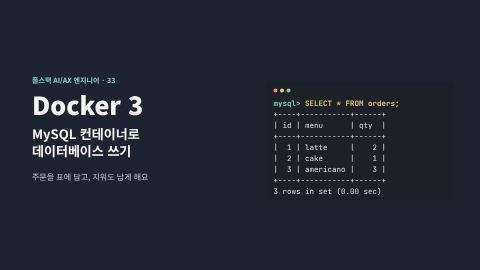 풀스택 AI/AX 엔지니어 · 33
Docker 3
MySQL 컨테이너로
데이터베이스 쓰기
주문을 표에 담고, 지워도 남게 해요
mysql> SELECT * FROM orders;
+----+-----------+------+
| id | menu      | qty  |
+----+-----------+------+
|  1 | latte     |    2 |
|  2 | cake      |    1 |
|  3 | americano |    3 |
+----+-----------+------+
3 rows in set (0.00 sec)